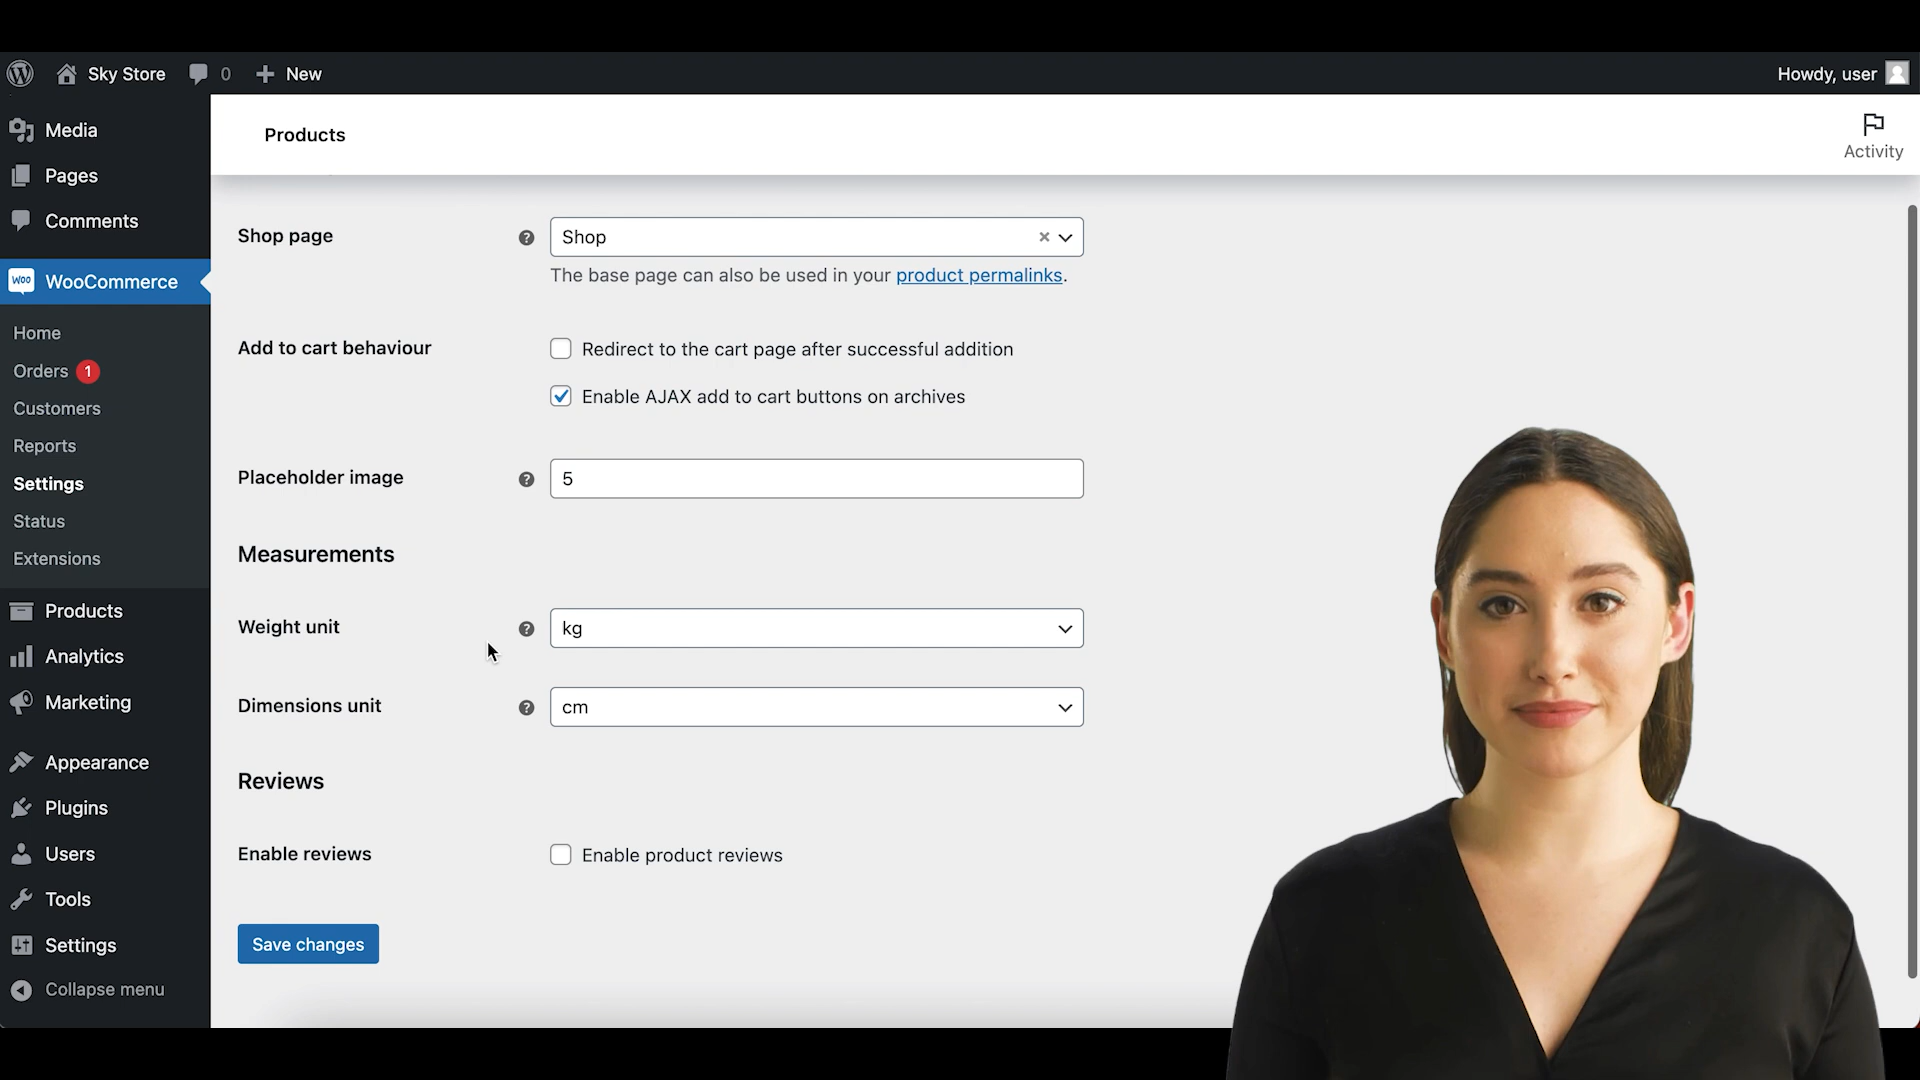 Sky Store 0 New Howdy, user
Media
Pages
Comments
WooCommerce
Home
Orders 1
Customers
Reports
Settings
Status
Extensions
Products
Analytics
Marketing
Appearance
Plugins
Users
Tools
Settings
Collapse menu
Products
Activity
Shop page
Shop
The base page can also be used in your product permalinks.
Add to cart behaviour
Redirect to the cart page after successful addition
Enable AJAX add to cart buttons on archives
Placeholder image
5
Measurements
Weight unit
kg
Dimensions unit
cm
Reviews
Enable reviews
Enable product reviews
Save changes